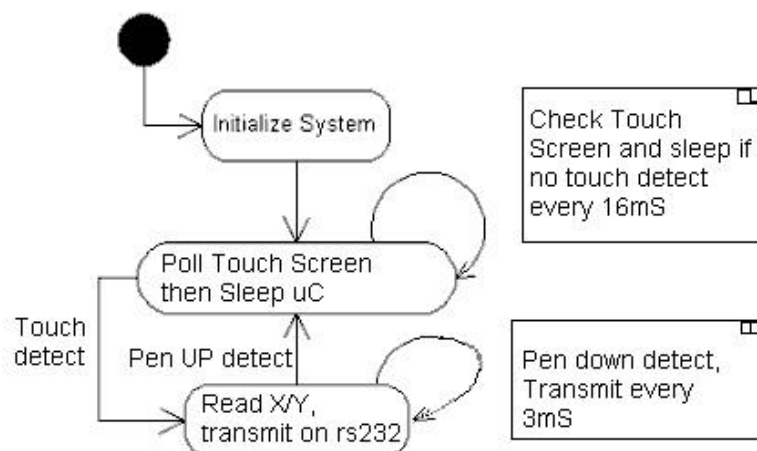 Initialize System
Check Touch
Screen and sleep if
no touch detect
every 16mS
Poll Touch Screen
then Sleep uC
Touch
detect
Pen UP detect
Pen down detect,
Transmit every
3mS
Read X/Y,
transmit on rs232